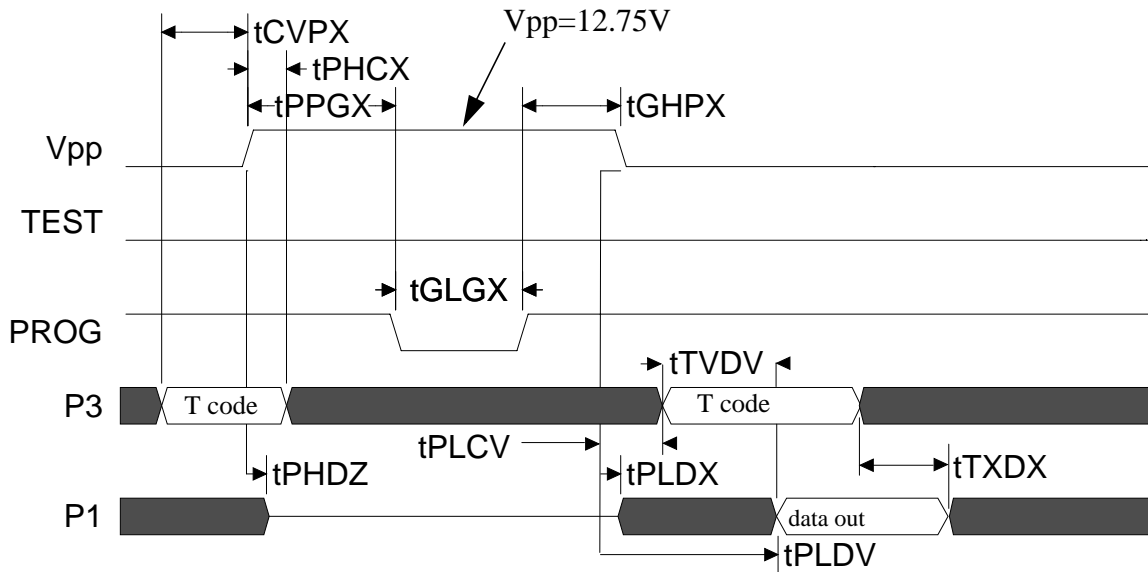 Vpp=12.75V
tCVPX
tPHCX
tPPGX
tGHPX
Vpp
TEST
tGLGX
PROG
tTVDV
P3
T code
T code
tPLCV
tPHDZ
tPLDX
tTXDX
P1
data out
tPLDV